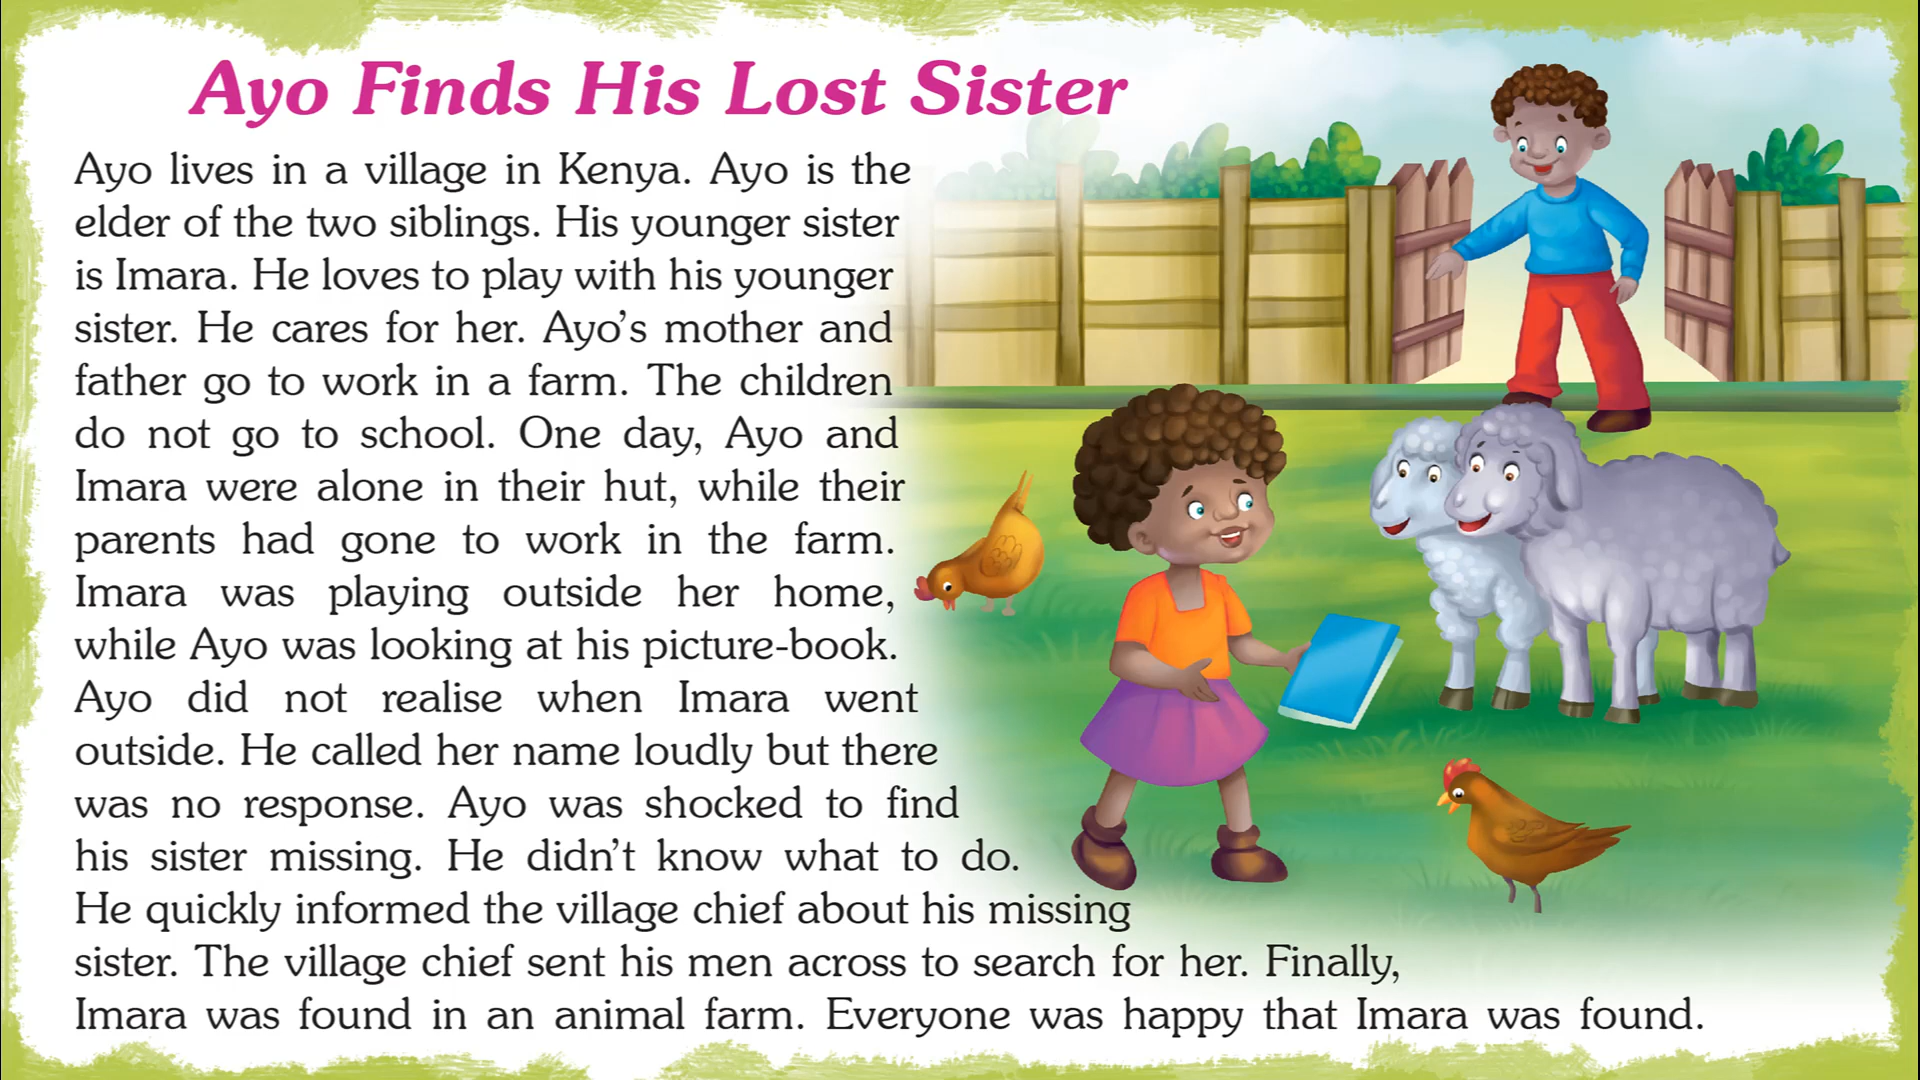 Ayo Finds His Lost Sister
Ayo lives in a village in Kenya. Ayo is the
elder of the two siblings. His younger sister
is Imara. He loves to play with his younger
sister. He cares for her. Ayo’s mother and
father go to work in a farm. The children
do not go to school. One day, Ayo and
Imara were alone in their hut, while their
parents had gone to work in the farm.
Imara was playing outside her home,
while Ayo was looking at his picture-book.
Ayo did not realise when Imara went
outside. He called her name loudly but there
was no response. Ayo was shocked to find
his sister missing. He didn’t know what to do.
He quickly informed the village chief about his missing
sister. The village chief sent his men across to search for her. Finally,
Imara was found in an animal farm. Everyone was happy that Imara was found.